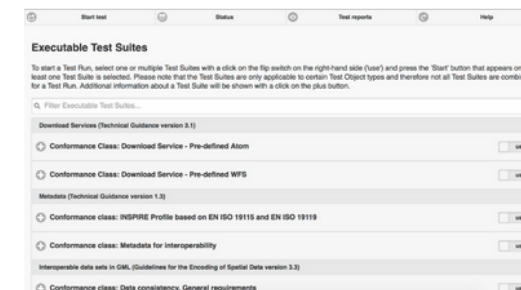 Start test
Status
Test reports
Help
Executable Test Suites
To start a Test Run, select one or multiple Test Suites with a click on the flip switch on the right-hand side ('use') and press the 'Start' button that appears on
least one Test Suite is selected. Please note that the Test Suites are only applicable to certain Test Object types and therefore not all Test Suites are combi
for a Test Run. Additional information about a Test Suite will be shown with a click on the plus button.
Filter Executable Test Suites...
Download Services (Technical Guidance version 3.1)
Conformance Class: Download Service - Pre-defined Atom
Conformance Class: Download Service - Pre-defined WFS
Metadata (Technical Guidance version 1.3)
Conformance class: INSPIRE Profile based on EN ISO 19115 and EN ISO 19119
Conformance class: Metadata for interoperability
Interoperable data sets in GML (Guidelines for the Encoding of Spatial Data version 3.3)
Conformance class: Data consistency, General requirements